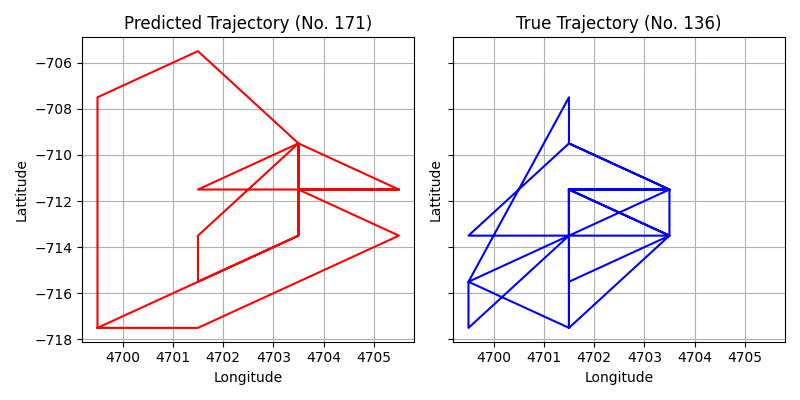 Predicted Trajectory (No. 171)
True Trajectory (No. 136)
Lattitude
−706
−708
−710
−712
−714
−716
−718
4700 4701 4702 4703 4704 4705
Longitude
Lattitude
4700 4701 4702 4703 4704 4705
Longitude